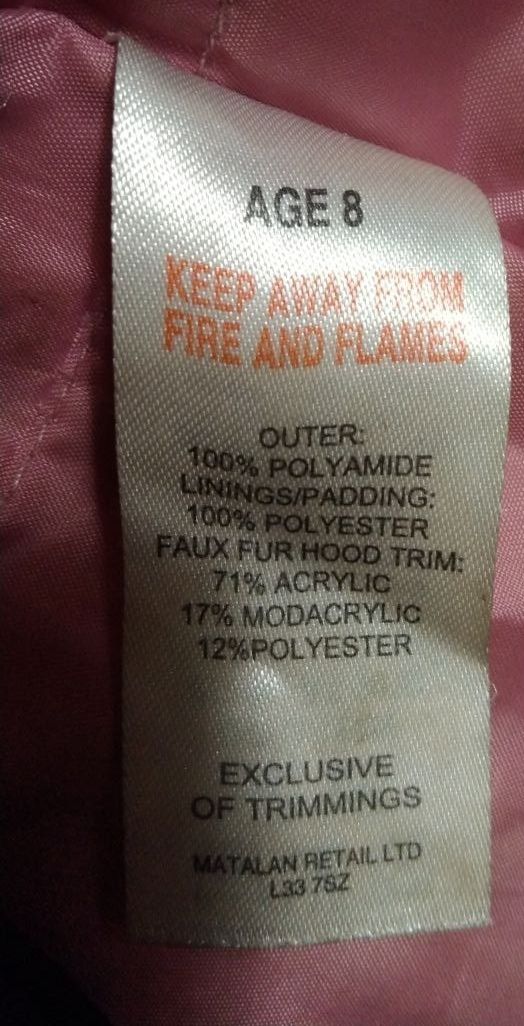 AGE 8
KEEP AWAY FROM
FIRE AND FLAMES
OUTER:
100% POLYAMIDE
LININGS/PADDING:
100% POLYESTER
FAUX FUR HOOD TRIM:
71% ACRYLIC
17% MODACRYLIC
12%POLYESTER
EXCLUSIVE
OF TRIMMINGS
MATALAN RETAIL LTD
L33 7SZ